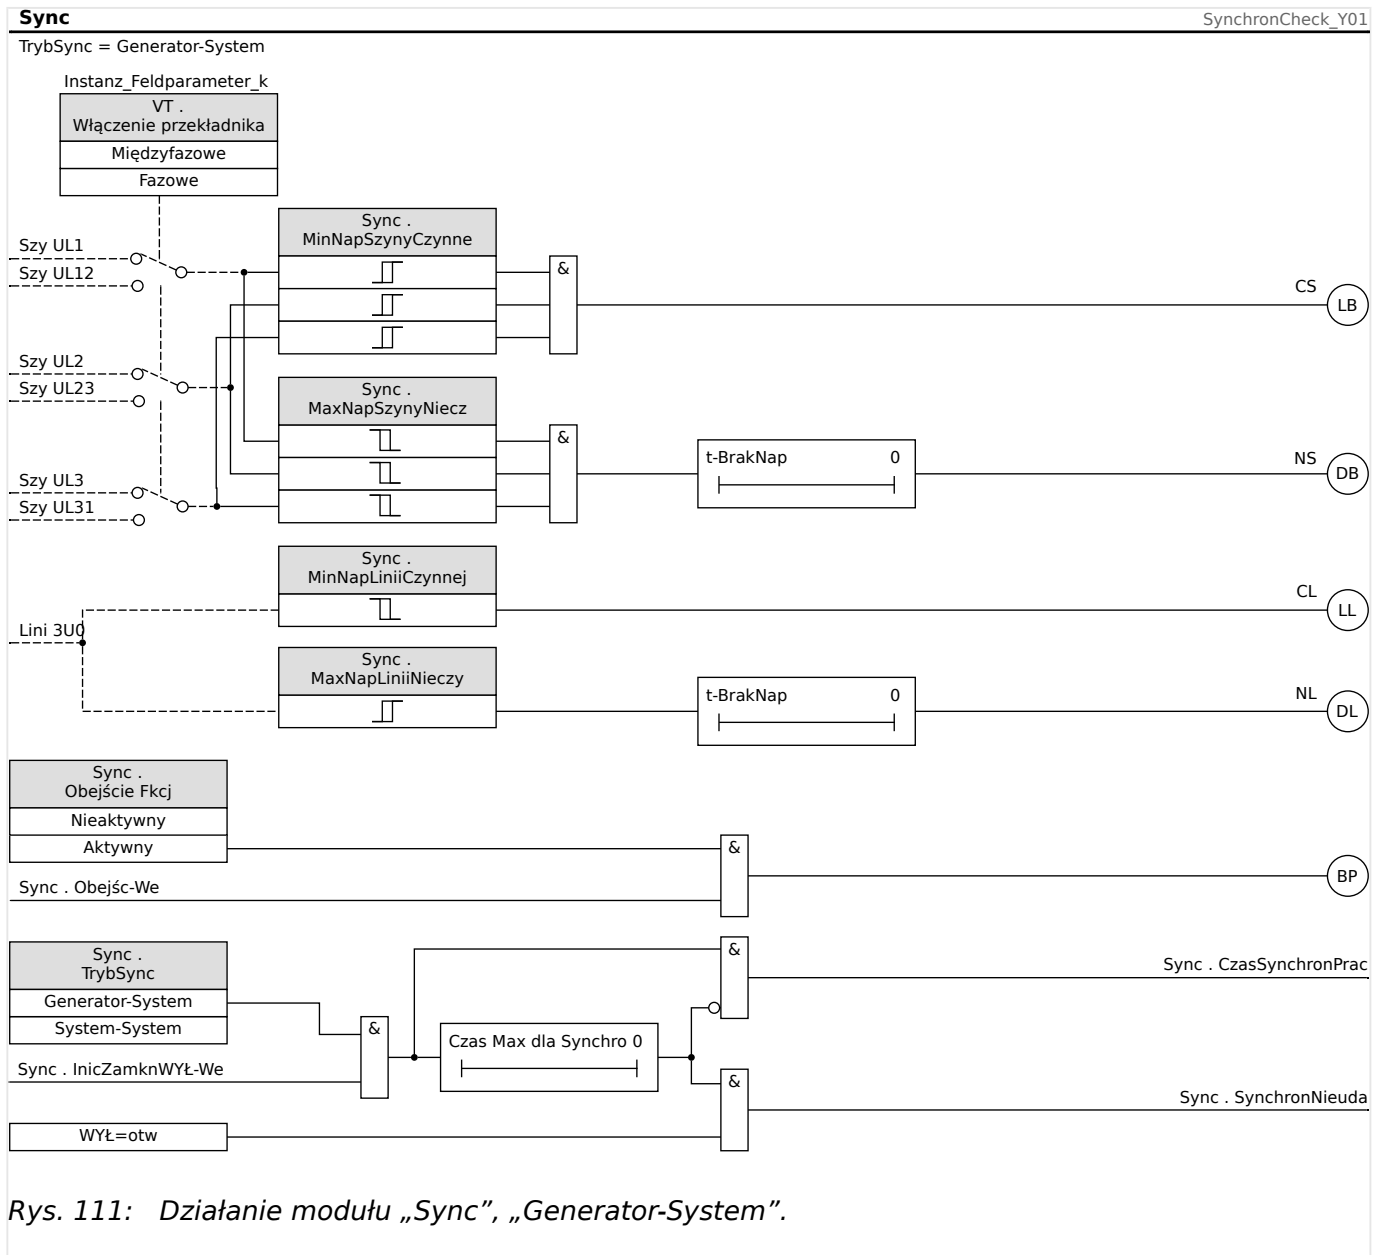 Sync
SynchronCheck_Y01
TrybSync = Generator-System
Instanz_Feldparameter_k
VT .
Włączenie przekładnika
Międzyfazowe
Fazowe
Sync .
MinNapSzynyCzynne
Szy UL1
Szy UL12
&
CS
LB
Szy UL2
Szy UL23
Sync .
MaxNapSzynyNiecz
&
t-BrakNap 0
NS
DB
Szy UL3
Szy UL31
Sync .
MinNapLiniiCzynnej
CL
LL
Lini 3U0
Sync .
MaxNapLiniiNieczy
t-BrakNap 0
NL
DL
Sync .
Obejście Fkcj
Nieaktywny
Aktywny
&
Sync . Obejśc-We
BP
Sync .
TrybSync
Generator-System
System-System
&
Sync . CzasSynchronPrac
&
Czas Max dla Synchro 0
Sync . InicZamknWYŁ-We
&
Sync . SynchronNieuda
WYŁ=otw
Rys. 111: Działanie modułu „Sync”, „Generator-System”.